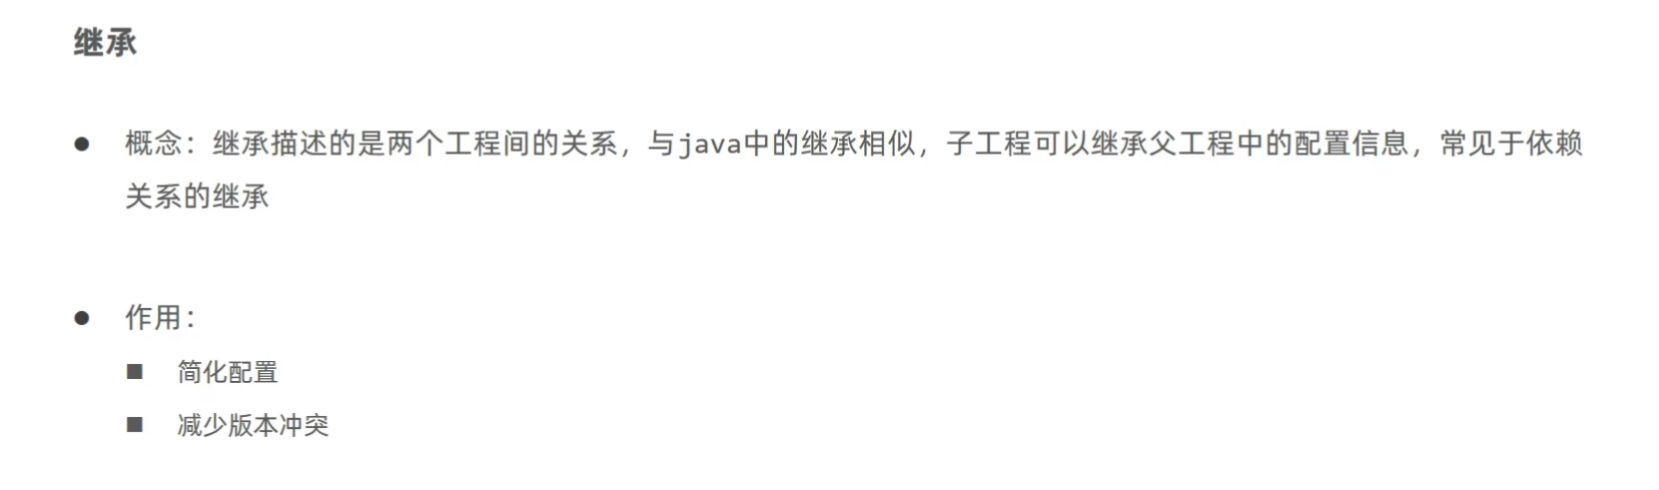 继承
● 概念：继承描述的是两个工程间的关系，与java中的继承相似，子工程可以继承父工程中的配置信息，常见于依赖
关系的继承
● 作用：
■ 简化配置
■ 减少版本冲突